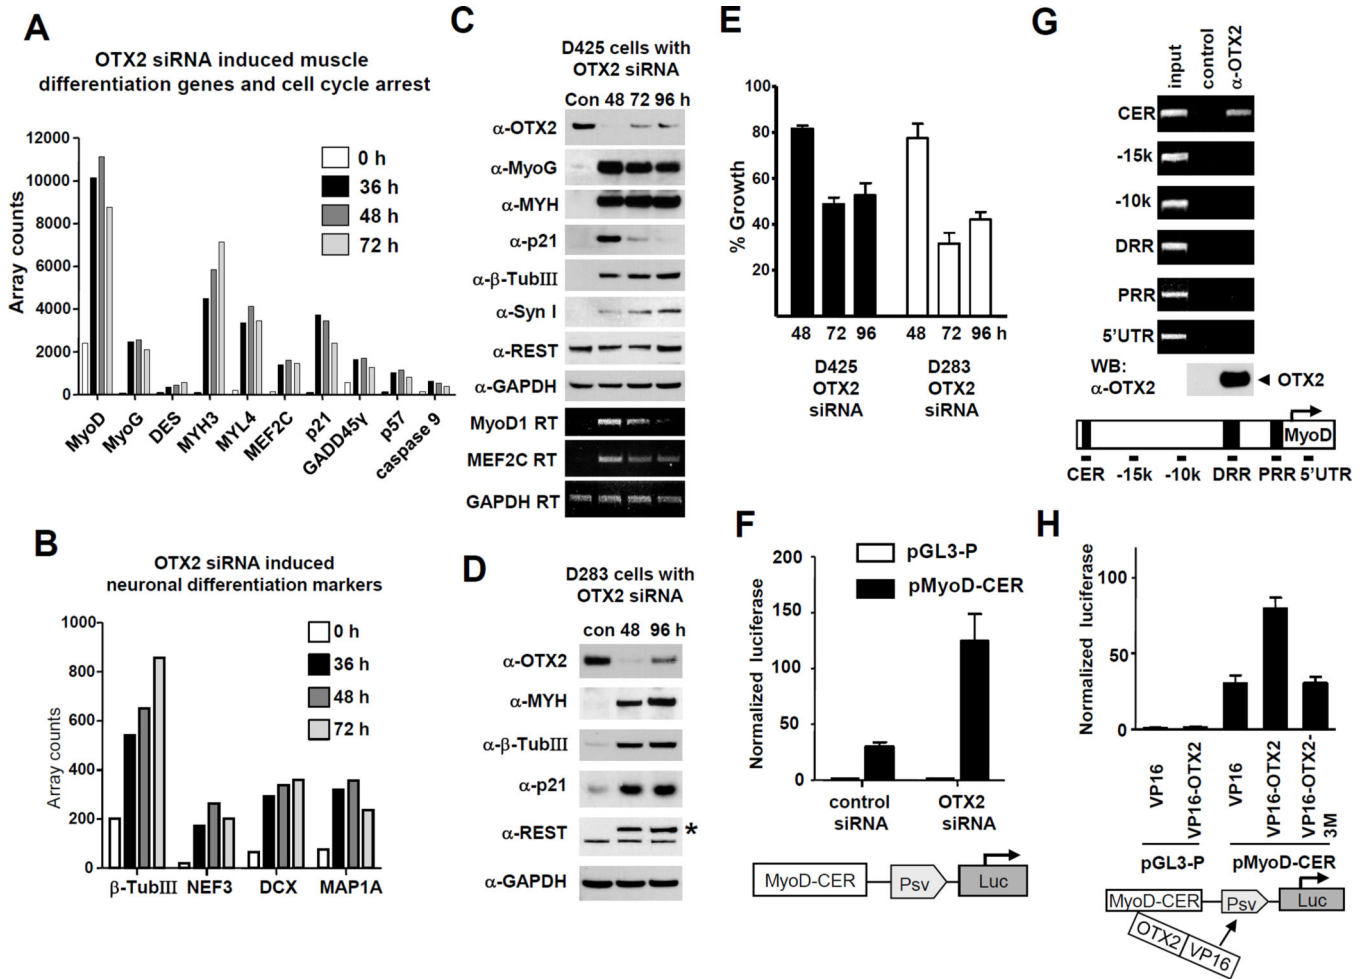 A
OTX2 siRNA induced muscle
differentiation genes and cell cycle arrest
Array counts
12000
10000
8000
6000
4000
2000
0
0 h
36 h
48 h
72 h
MyoD
MyoG
DES
MYH3
MYL4
MEF2C
p21
GADD45γ
p57
caspase 9
B
OTX2 siRNA induced
neuronal differentiation markers
Array counts
1000
800
600
400
200
0
0 h
36 h
48 h
72 h
β-TubIII NEF3 DCX MAP1A
C
D425 cells with
OTX2 siRNA
Con 48 72 96 h
α-OTX2
α-MyoG
α-MYH
α-p21
α-β-TubIII
α-Syn I
α-REST
α-GAPDH
MyoD1 RT
MEF2C RT
GAPDH RT
D
D283 cells with
OTX2 siRNA
con 48 96 h
α-OTX2
α-MYH
α-β-TubIII
α-p21
α-REST *
α-GAPDH
E
% Growth
100
80
60
40
20
48 72 96 48 72 96 h
D425 D283
OTX2 OTX2
siRNA siRNA
F
Normalized luciferase
200
150
100
50
0
pGL3-P
pMyoD-CER
control OTX2
siRNA siRNA
MyoD-CER Psv Luc
G
input
control
α-OTX2
CER
-15k
-10k
DRR
PRR
5'UTR
WB:
α-OTX2
OTX2
MyoD
CER -15k -10k DRR PRR 5'UTR
H
Normalized luciferase
100
50
0
VP16
VP16-OTX2
VP16
VP16-OTX2
VP16-OTX2-
3M
pGL3-P pMyoD-CER
MyoD-CER Psv Luc
OTX2 VP16